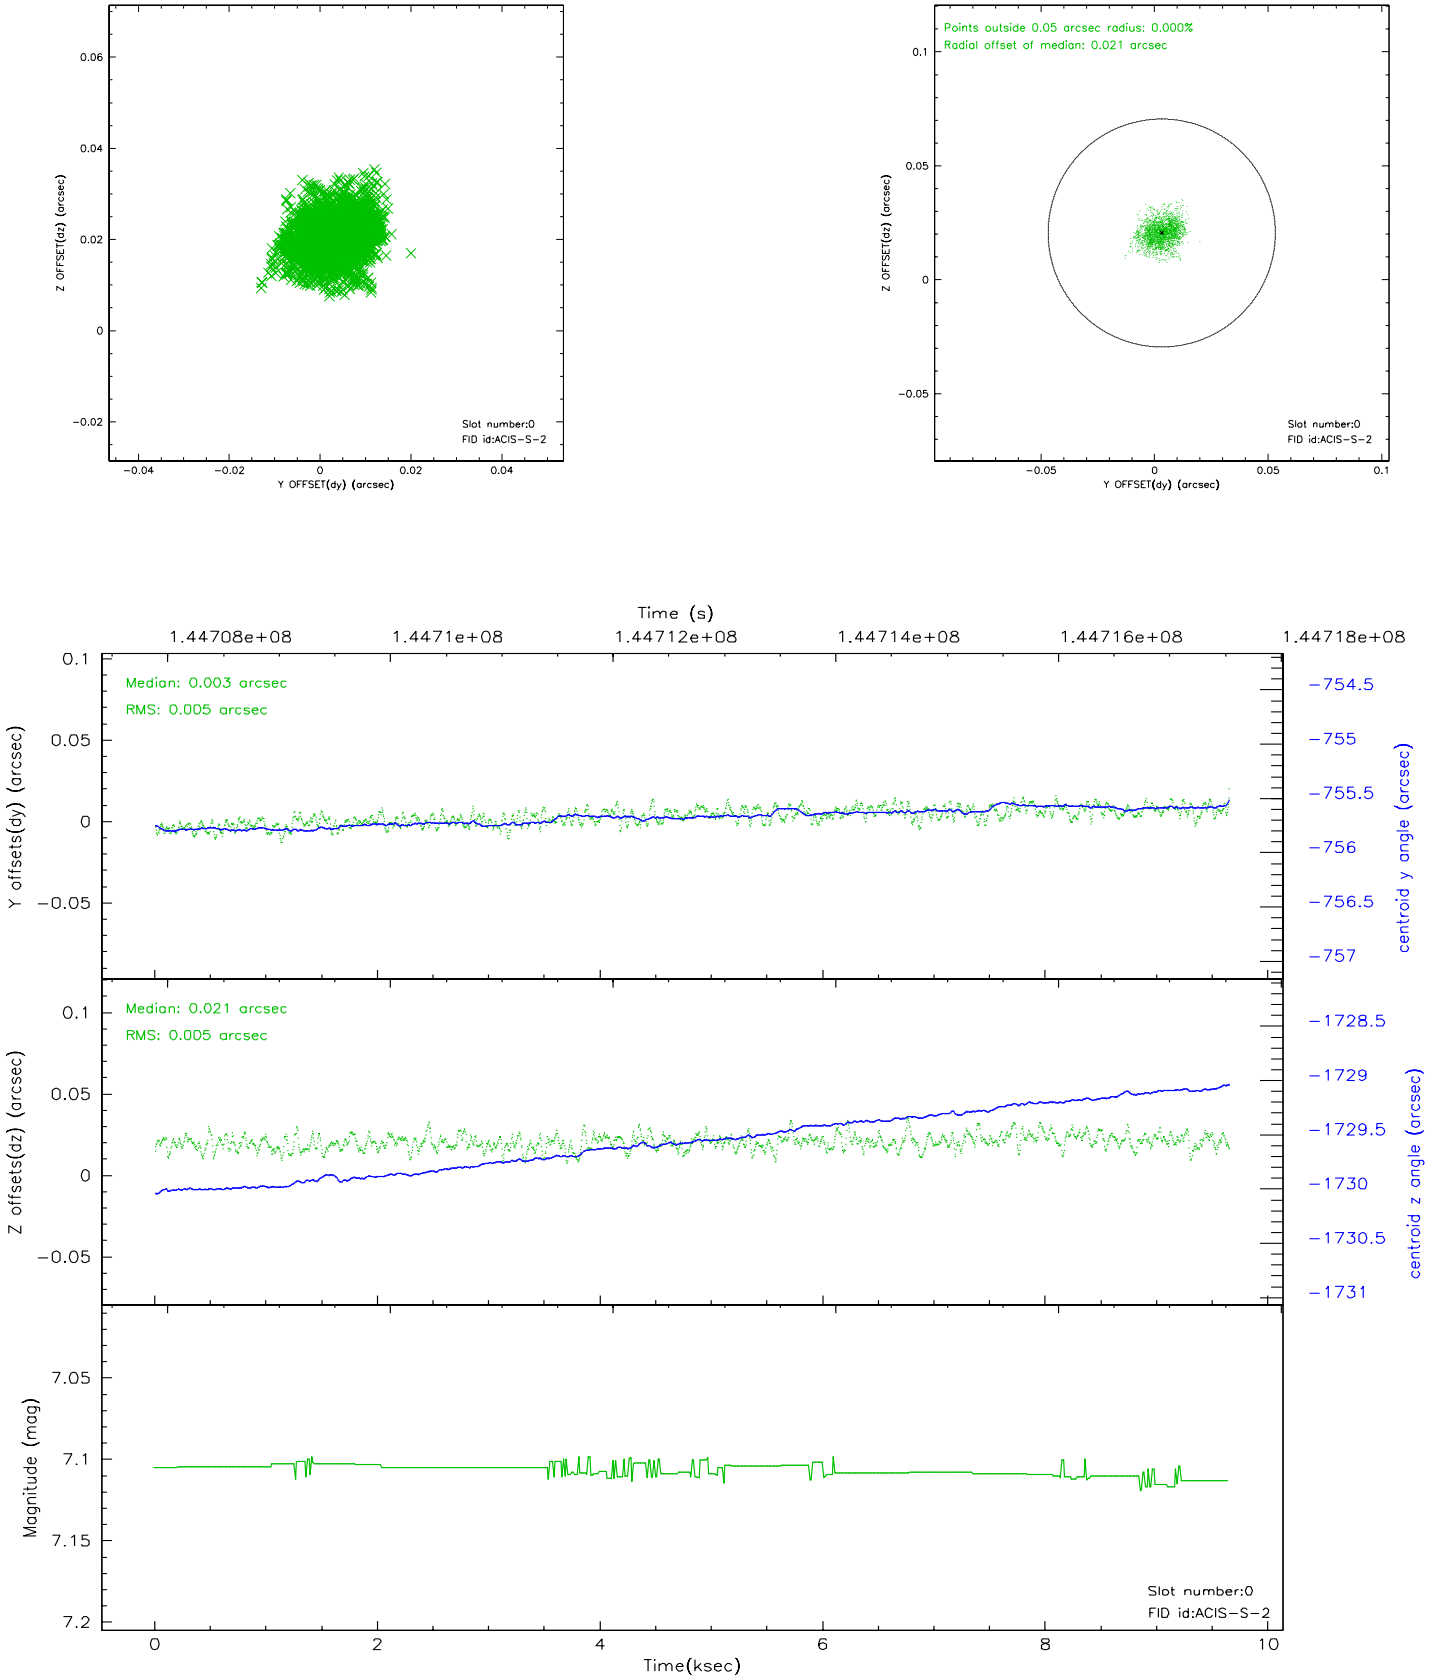 0.06
0.04
0.02
0
−0.02
Z OFFSET(dz) (arcsec)
−0.04
−0.02
0
0.02
0.04
Y OFFSET(dy) (arcsec)
Slot number:0
FID id:ACIS−S−2
Points outside 0.05 arcsec radius: 0.000%
Radial offset of median: 0.021 arcsec
0.1
0.05
0
−0.05
Z OFFSET(dz) (arcsec)
−0.05
0
0.05
0.1
Y OFFSET(dy) (arcsec)
Slot number:0
FID id:ACIS−S−2
Time (s)
1.44708e+08
1.4471e+08
1.44712e+08
1.44714e+08
1.44716e+08
1.44718e+08
Median: 0.003 arcsec
RMS: 0.005 arcsec
0.1
0.05
0
−0.05
Y offsets(dy) (arcsec)
−754.5
−755
−755.5
−756
−756.5
−757
centroid y angle (arcsec)
Median: 0.021 arcsec
RMS: 0.005 arcsec
0.1
0.05
0
−0.05
Z offsets(dz) (arcsec)
−1728.5
−1729
−1729.5
−1730
−1730.5
−1731
centroid z angle (arcsec)
7.05
7.1
7.15
7.2
Magnitude (mag)
Slot number:0
FID id:ACIS−S−2
0
2
4
6
8
10
Time(ksec)